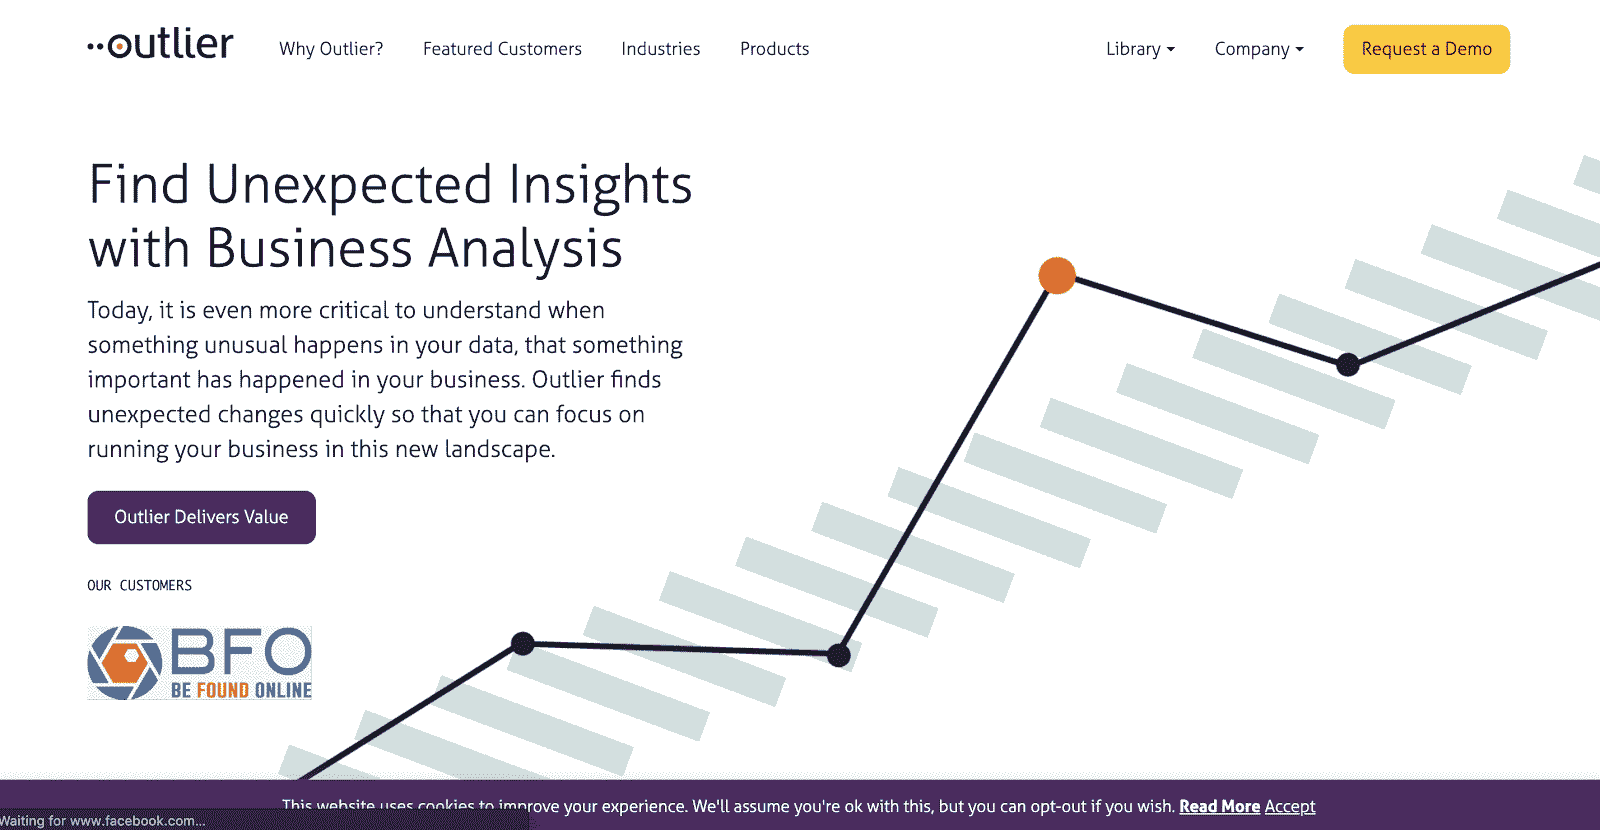 outlier
Why Outlier?
Featured Customers
Industries
Products
Library
Company
Request a Demo
Find Unexpected Insights
with Business Analysis
Today, it is even more critical to understand when
something unusual happens in your data, that something
important has happened in your business. Outlier finds
unexpected changes quickly so that you can focus on
running your business in this new landscape.
Outlier Delivers Value
OUR CUSTOMERS
BFO
BE FOUND ONLINE
This website uses cookies to improve your experience. We'll assume you're ok with this, but you can opt-out if you wish. Read More Accept
Waiting for www.facebook.com...